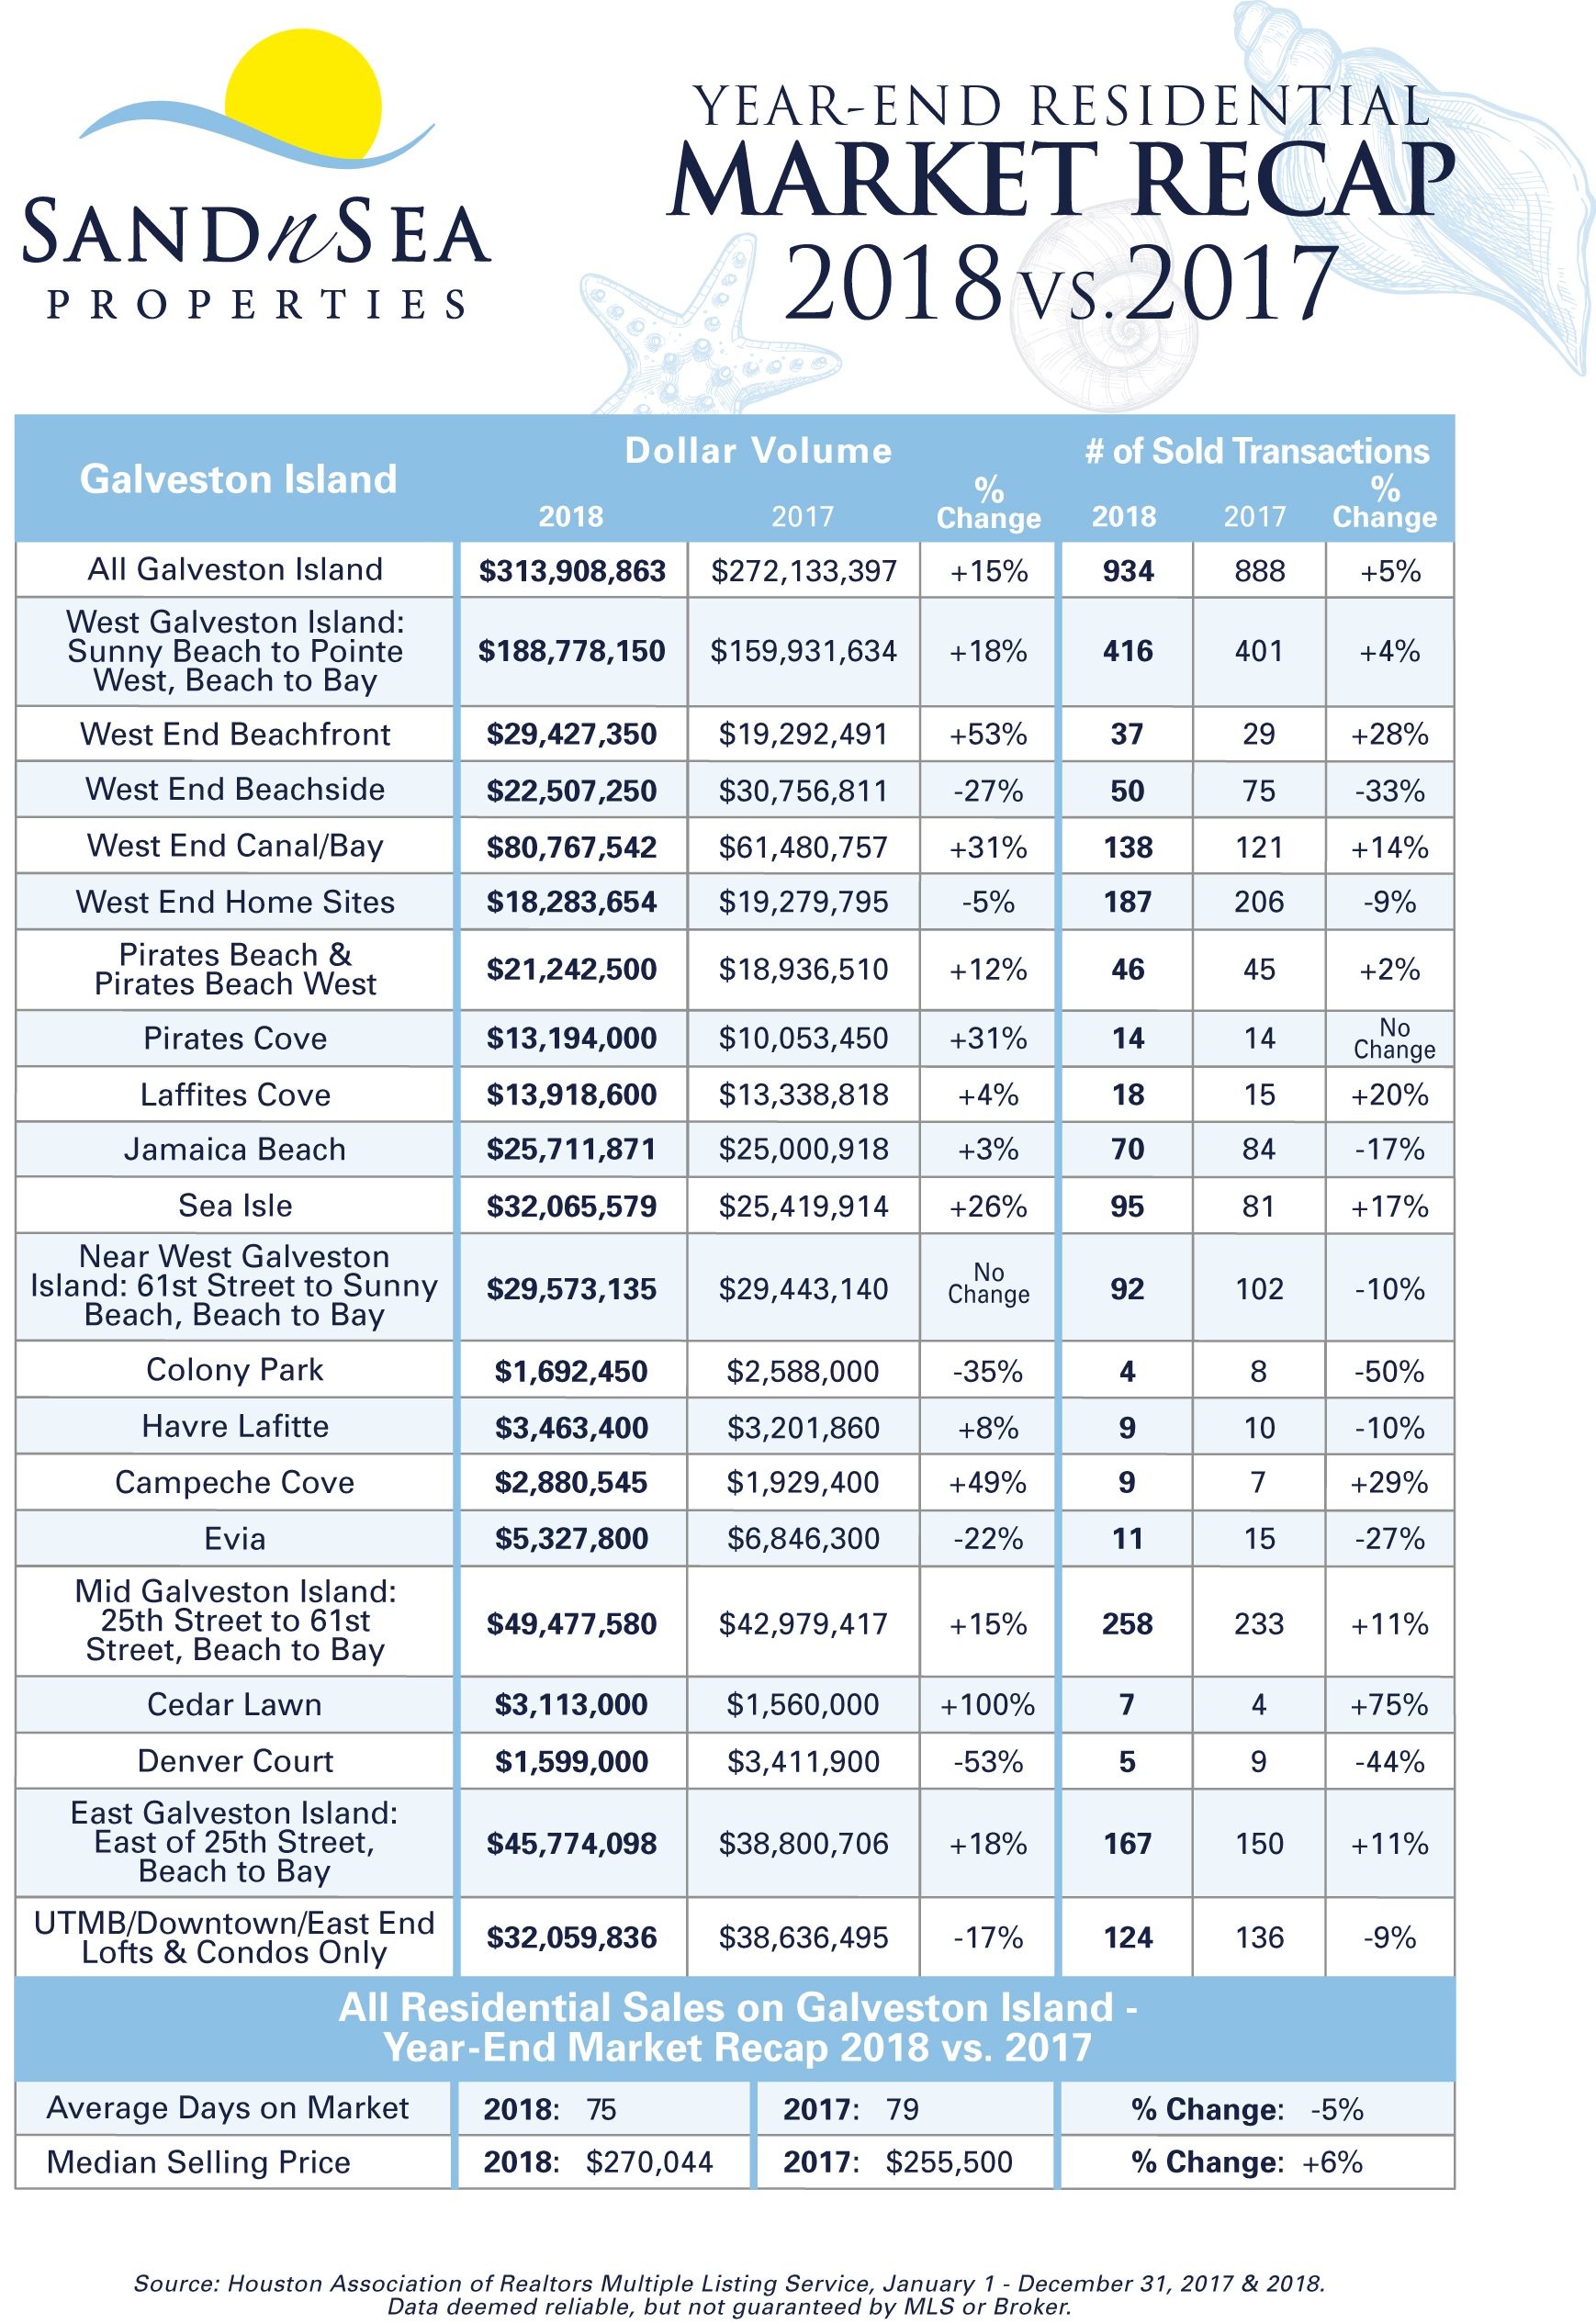 SANDnSEA
PROPERTIES
YEAR-END RESIDENTIAL
MARKET RECAP
2018 VS. 2017
Galveston Island
Dollar Volume
# of Sold Transactions
2018 2017 % Change 2018 2017 % Change
All Galveston Island $313,908,863 $272,133,397 +15% 934 888 +5%
West Galveston Island:
Sunny Beach to Pointe
West, Beach to Bay
$188,778,150 $159,931,634 +18% 416 401 +4%
West End Beachfront $29,427,350 $19,292,491 +53% 37 29 +28%
West End Beachside $22,507,250 $30,756,811 -27% 50 75 -33%
West End Canal/Bay $80,767,542 $61,480,757 +31% 138 121 +14%
West End Home Sites $18,283,654 $19,279,795 -5% 187 206 -9%
Pirates Beach &
Pirates Beach West
$21,242,500 $18,936,510 +12% 46 45 +2%
Pirates Cove $13,194,000 $10,053,450 +31% 14 14 No Change
Laffites Cove $13,918,600 $13,338,818 +4% 18 15 +20%
Jamaica Beach $25,711,871 $25,000,918 +3% 70 84 -17%
Sea Isle $32,065,579 $25,419,914 +26% 95 81 +17%
Near West Galveston
Island: 61st Street to Sunny
Beach, Beach to Bay
$29,573,135 $29,443,140 No Change 92 102 -10%
Colony Park $1,692,450 $2,588,000 -35% 4 8 -50%
Havre Lafitte $3,463,400 $3,201,860 +8% 9 10 -10%
Campeche Cove $2,880,545 $1,929,400 +49% 9 7 +29%
Evia $5,327,800 $6,846,300 -22% 11 15 -27%
Mid Galveston Island:
25th Street to 61st
Street, Beach to Bay
$49,477,580 $42,979,417 +15% 258 233 +11%
Cedar Lawn $3,113,000 $1,560,000 +100% 7 4 +75%
Denver Court $1,599,000 $3,411,900 -53% 5 9 -44%
East Galveston Island:
East of 25th Street,
Beach to Bay
$45,774,098 $38,800,706 +18% 167 150 +11%
UTMB/Downtown/East End
Lofts & Condos Only
$32,059,836 $38,636,495 -17% 124 136 -9%
All Residential Sales on Galveston Island -
Year-End Market Recap 2018 vs. 2017
Average Days on Market 2018: 75 2017: 79 % Change: -5%
Median Selling Price 2018: $270,044 2017: $255,500 % Change: +6%
Source: Houston Association of Realtors Multiple Listing Service, January 1 - December 31, 2017 & 2018.
Data deemed reliable, but not guaranteed by MLS or Broker.